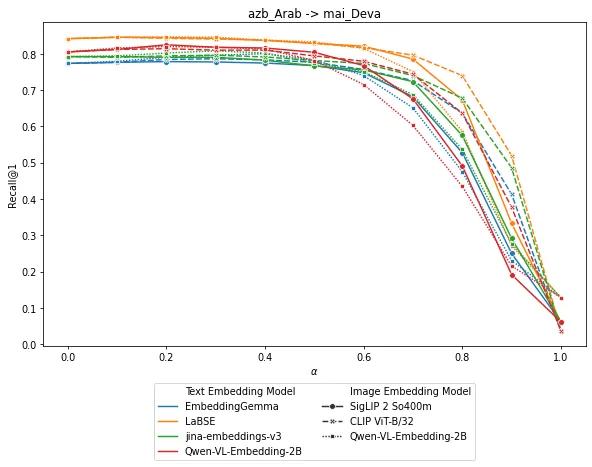 azb_Arab -> mai_Deva
Recall@1
0.8
0.7
0.6
0.5
0.4
0.3
0.2
0.1
0.0
0.0 0.2 0.4 0.6 0.8 1.0
α
Text Embedding Model Image Embedding Model
EmbeddingGemma SigLIP 2 So400m
LaBSE CLIP ViT-B/32
jina-embeddings-v3 Qwen-VL-Embedding-2B
Qwen-VL-Embedding-2B